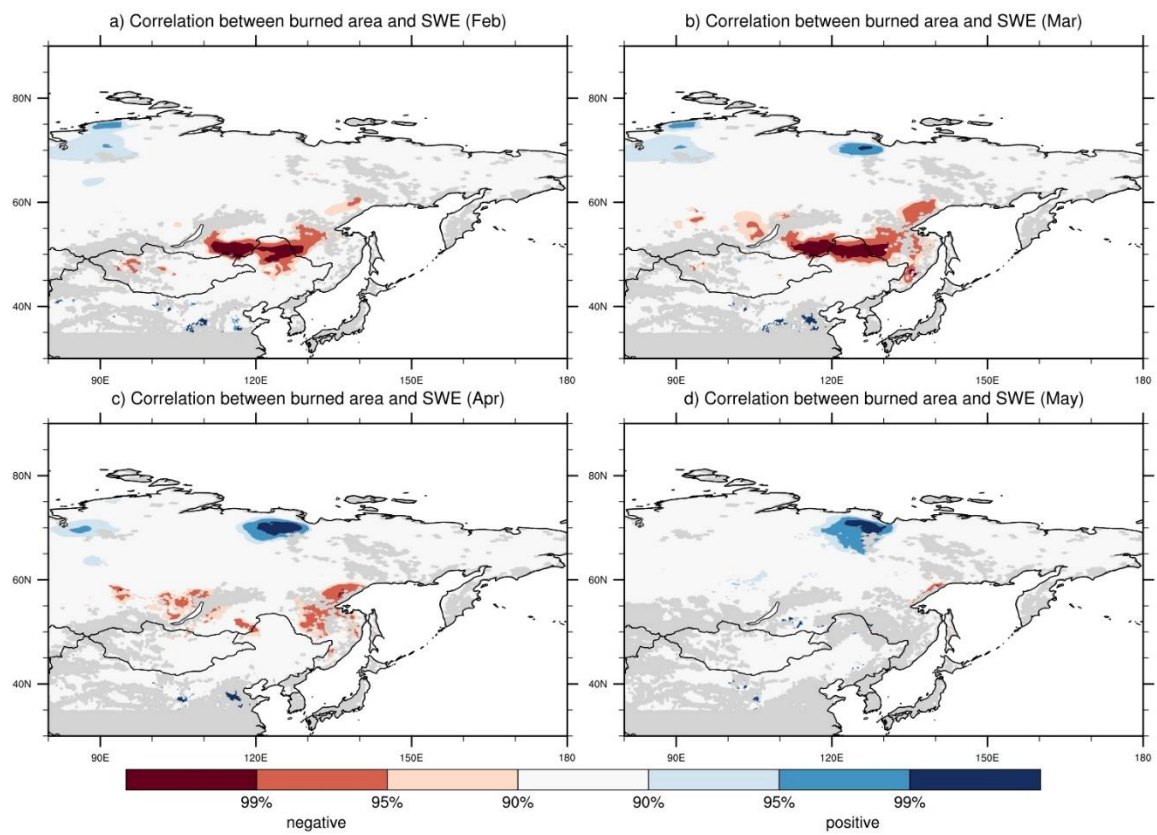 a) Correlation between burned area and SWE (Feb)
b) Correlation between burned area and SWE (Mar)
80N
60N
40N
90E
120E
150E
180
80N
60N
40N
90E
120E
150E
180
c) Correlation between burned area and SWE (Apr)
d) Correlation between burned area and SWE (May)
80N
60N
40N
90E
120E
150E
180
80N
60N
40N
90E
120E
150E
180
99%
95%
90%
90%
95%
99%
negative
positive